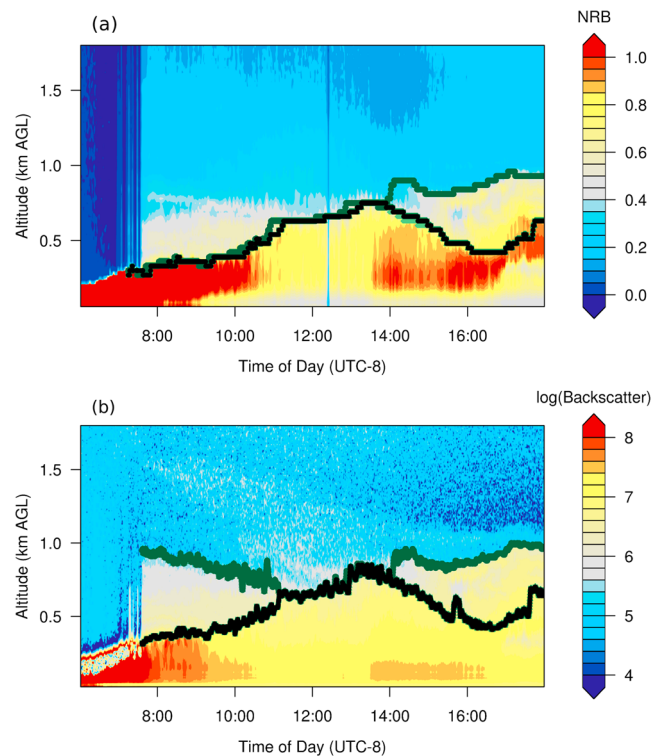 (a)
NRB
Altitude (km AGL)
1.5
1.0
0.5
8:00 10:00 12:00 14:00 16:00
Time of Day (UTC-8)
1.0
0.8
0.6
0.4
0.2
0.0
(b)
log(Backscatter)
Altitude (km AGL)
1.5
1.0
0.5
8:00 10:00 12:00 14:00 16:00
Time of Day (UTC-8)
8
7
6
5
4